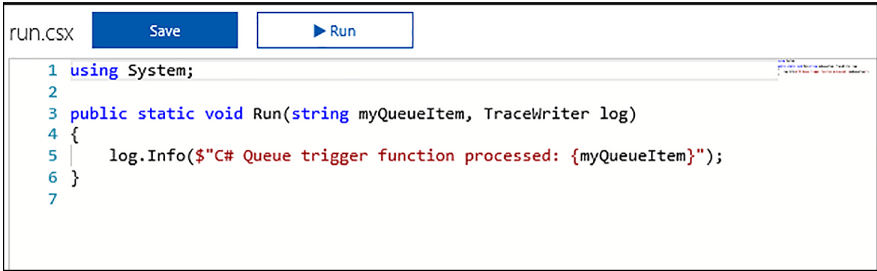 run.csx Save Run
1 using System;
2
3 public static void Run(string myQueueItem, TraceWriter log)
4 {
5     log.Info($"C# Queue trigger function processed: {myQueueItem}");
6 }
7